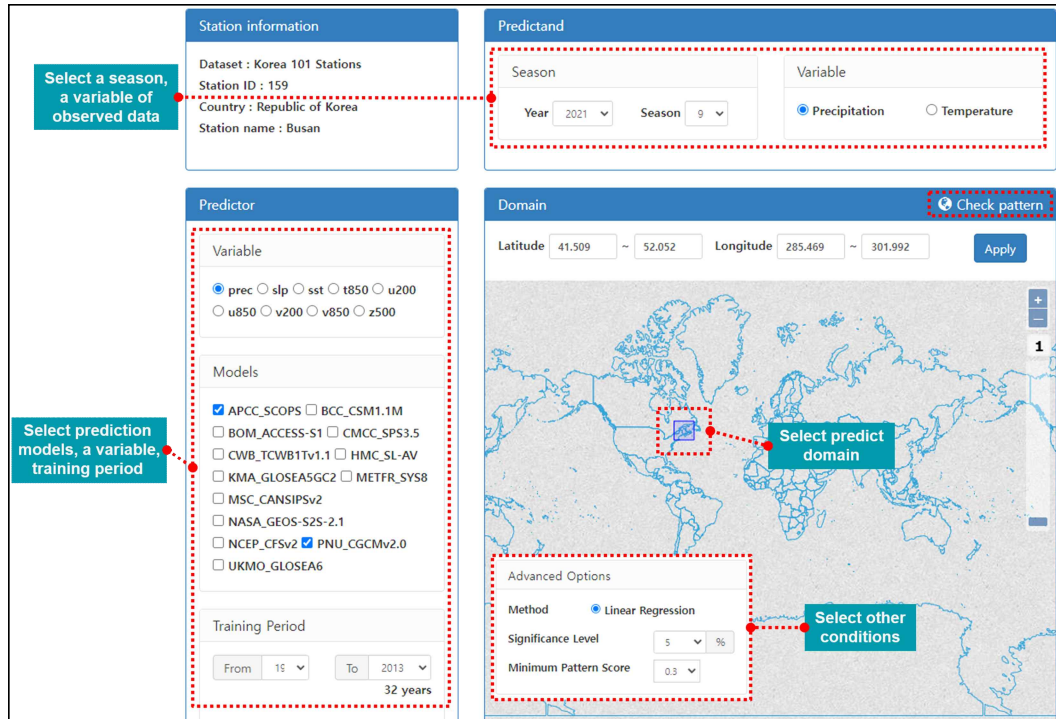 Station information
Dataset : Korea 101 Stations
Station ID : 159
Country : Republic of Korea
Station name : Busan
Select a season,
a variable of
observed data
Predictand
Season
Year 2021 Season 9
Variable
Precipitation Temperature
Predictor
Variable
prec slp sst t850 u200
u850 v200 v850 z500
Models
APCC_SCOPS BCC_CSM1.1M
BOM_ACCESS-S1 CMCC_SPS3.5
CWB_TCWB1Tv1.1 HMC_SL-AV
KMA_GLOSEA5GC2 METFR_SYS8
MSC_CANSIPSv2
NASA_GEOS-S2S-2.1
NCEP_CFSv2 PNU_CGCMv2.0
UKMO_GLOSEA6
Select prediction
models, a variable,
training period
Training Period
From 19 To 2013
32 years
Domain Check pattern
Latitude 41.509 ~ 52.052 Longitude 285.469 ~ 301.992 Apply
+
–
1
Select predict
domain
Advanced Options
Method Linear Regression
Significance Level 5 %
Minimum Pattern Score 0.3
Select other
conditions